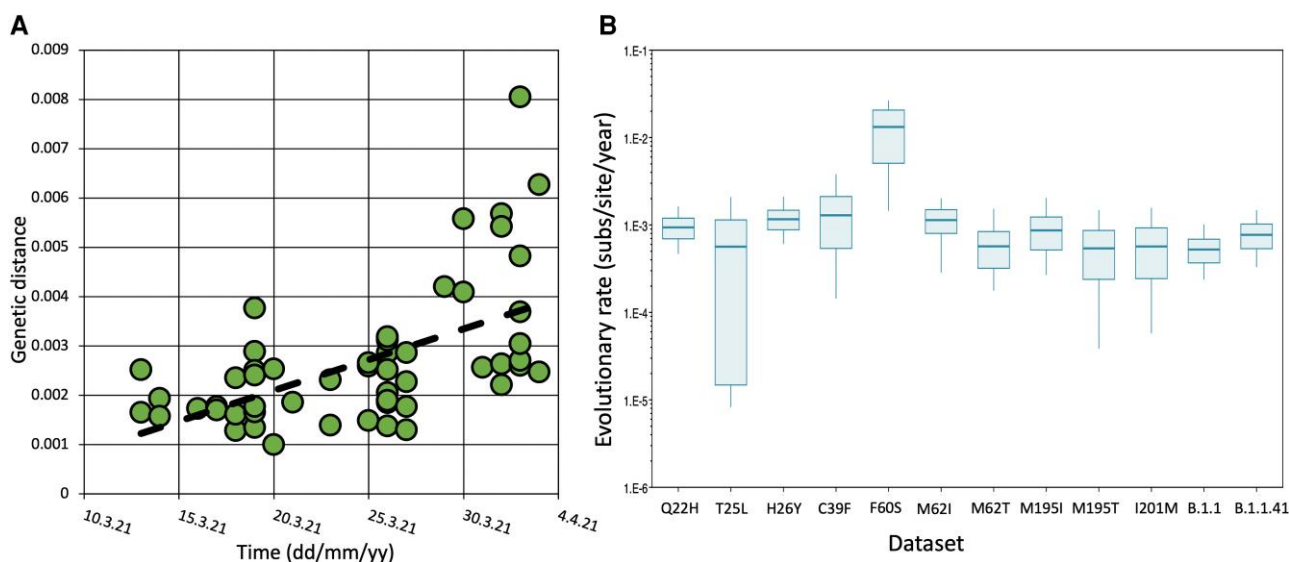 A
0.009
0.008
0.007
0.006
0.005
0.004
0.003
0.002
0.001
0
Genetic distance
10.3.21 15.3.21 20.3.21 25.3.21 30.3.21 4.4.21
Time (dd/mm/yy)
B
1.E-1
1.E-2
1.E-3
1.E-4
1.E-5
1.E-6
Evolutionary rate (subs/site/year)
Q22H T25L H26Y C39F F60S M62I M62T M195I M195T I201M B.1.1 B.1.1.41
Dataset